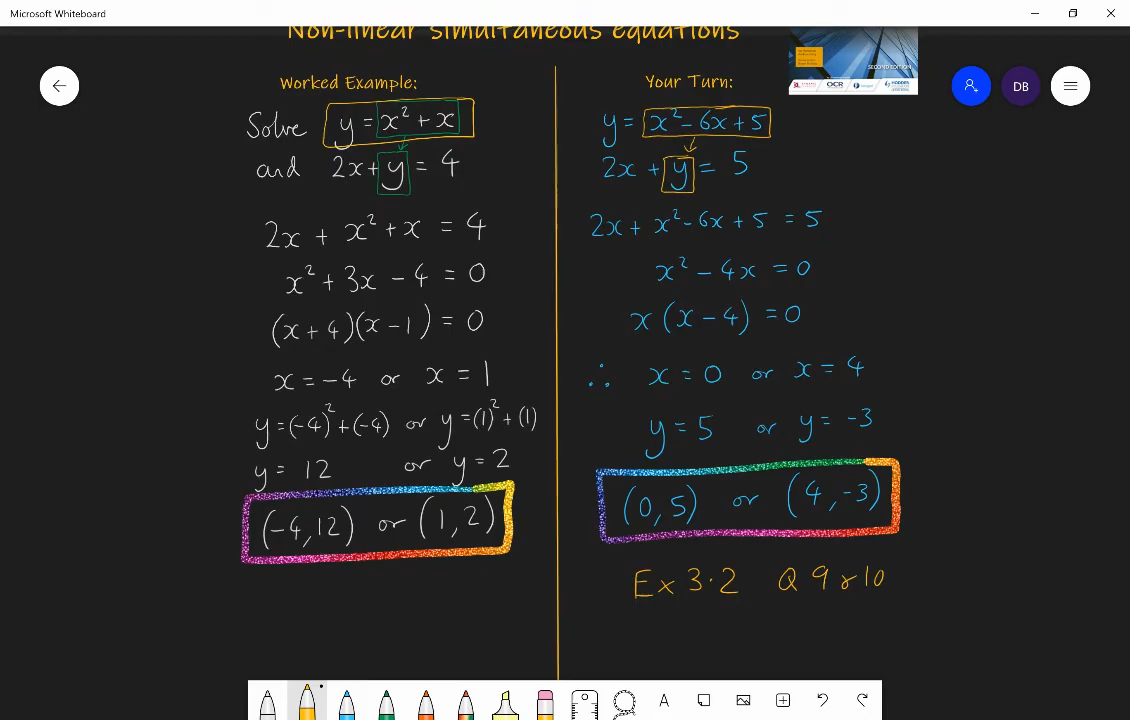 Microsoft Whiteboard
Non-linear simultaneous equations
SECOND EDITION
OCR
DB
Worked Example:
Solve y = x² + x
and 2x + y = 4
2x + x² + x = 4
x² + 3x - 4 = 0
(x + 4)(x - 1) = 0
x = -4 or x = 1
y = (-4)² + (-4) or y = (1)² + (1)
y = 12 or y = 2
(-4, 12) or (1, 2)
Your Turn:
y = x² - 6x + 5
2x + y = 5
2x + x² - 6x + 5 = 5
x² - 4x = 0
x (x - 4) = 0
∴ x = 0 or x = 4
y = 5 or y = -3
(0, 5) or (4, -3)
Ex 3.2 Q 9 & 10
A